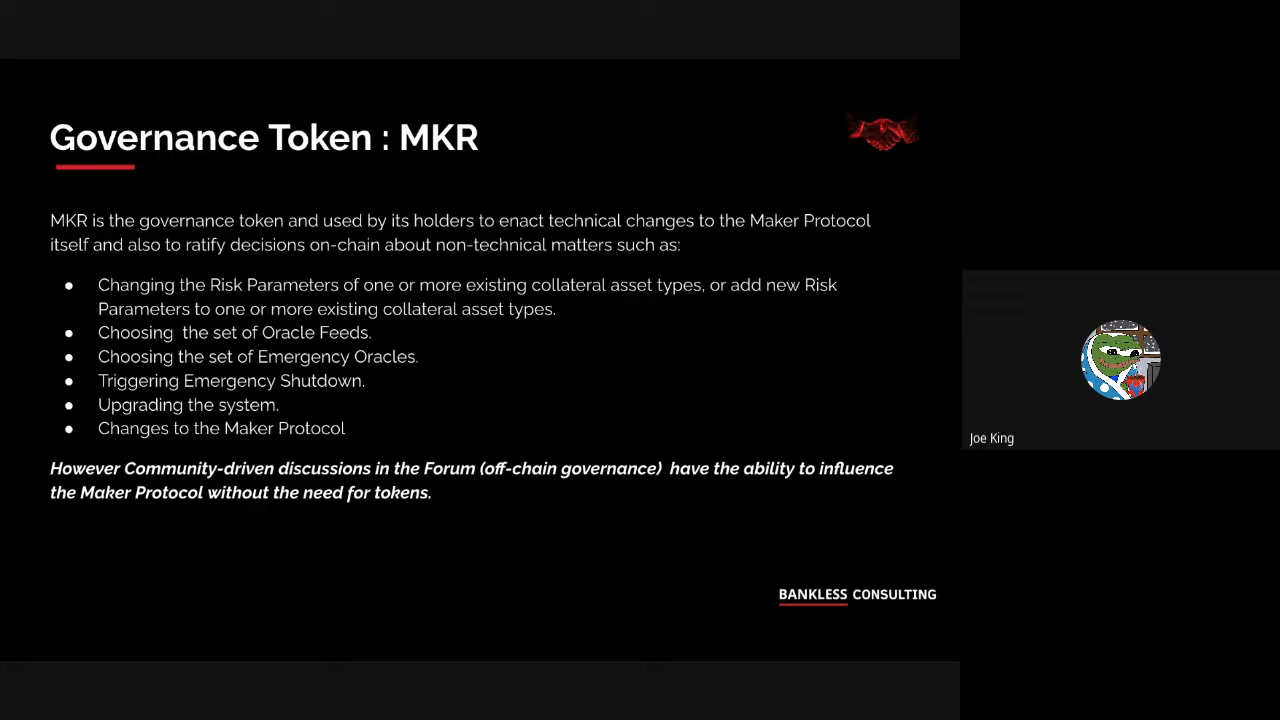 Governance Token : MKR
MKR is the governance token and used by its holders to enact technical changes to the Maker Protocol
itself and also to ratify decisions on-chain about non-technical matters such as:
● Changing the Risk Parameters of one or more existing collateral asset types, or add new Risk
Parameters to one or more existing collateral asset types.
● Choosing  the set of Oracle Feeds.
● Choosing the set of Emergency Oracles.
● Triggering Emergency Shutdown.
● Upgrading the system.
● Changes to the Maker Protocol
However Community-driven discussions in the Forum (off-chain governance)  have the ability to influence
the Maker Protocol without the need for tokens.
BANKLESS CONSULTING
Joe King